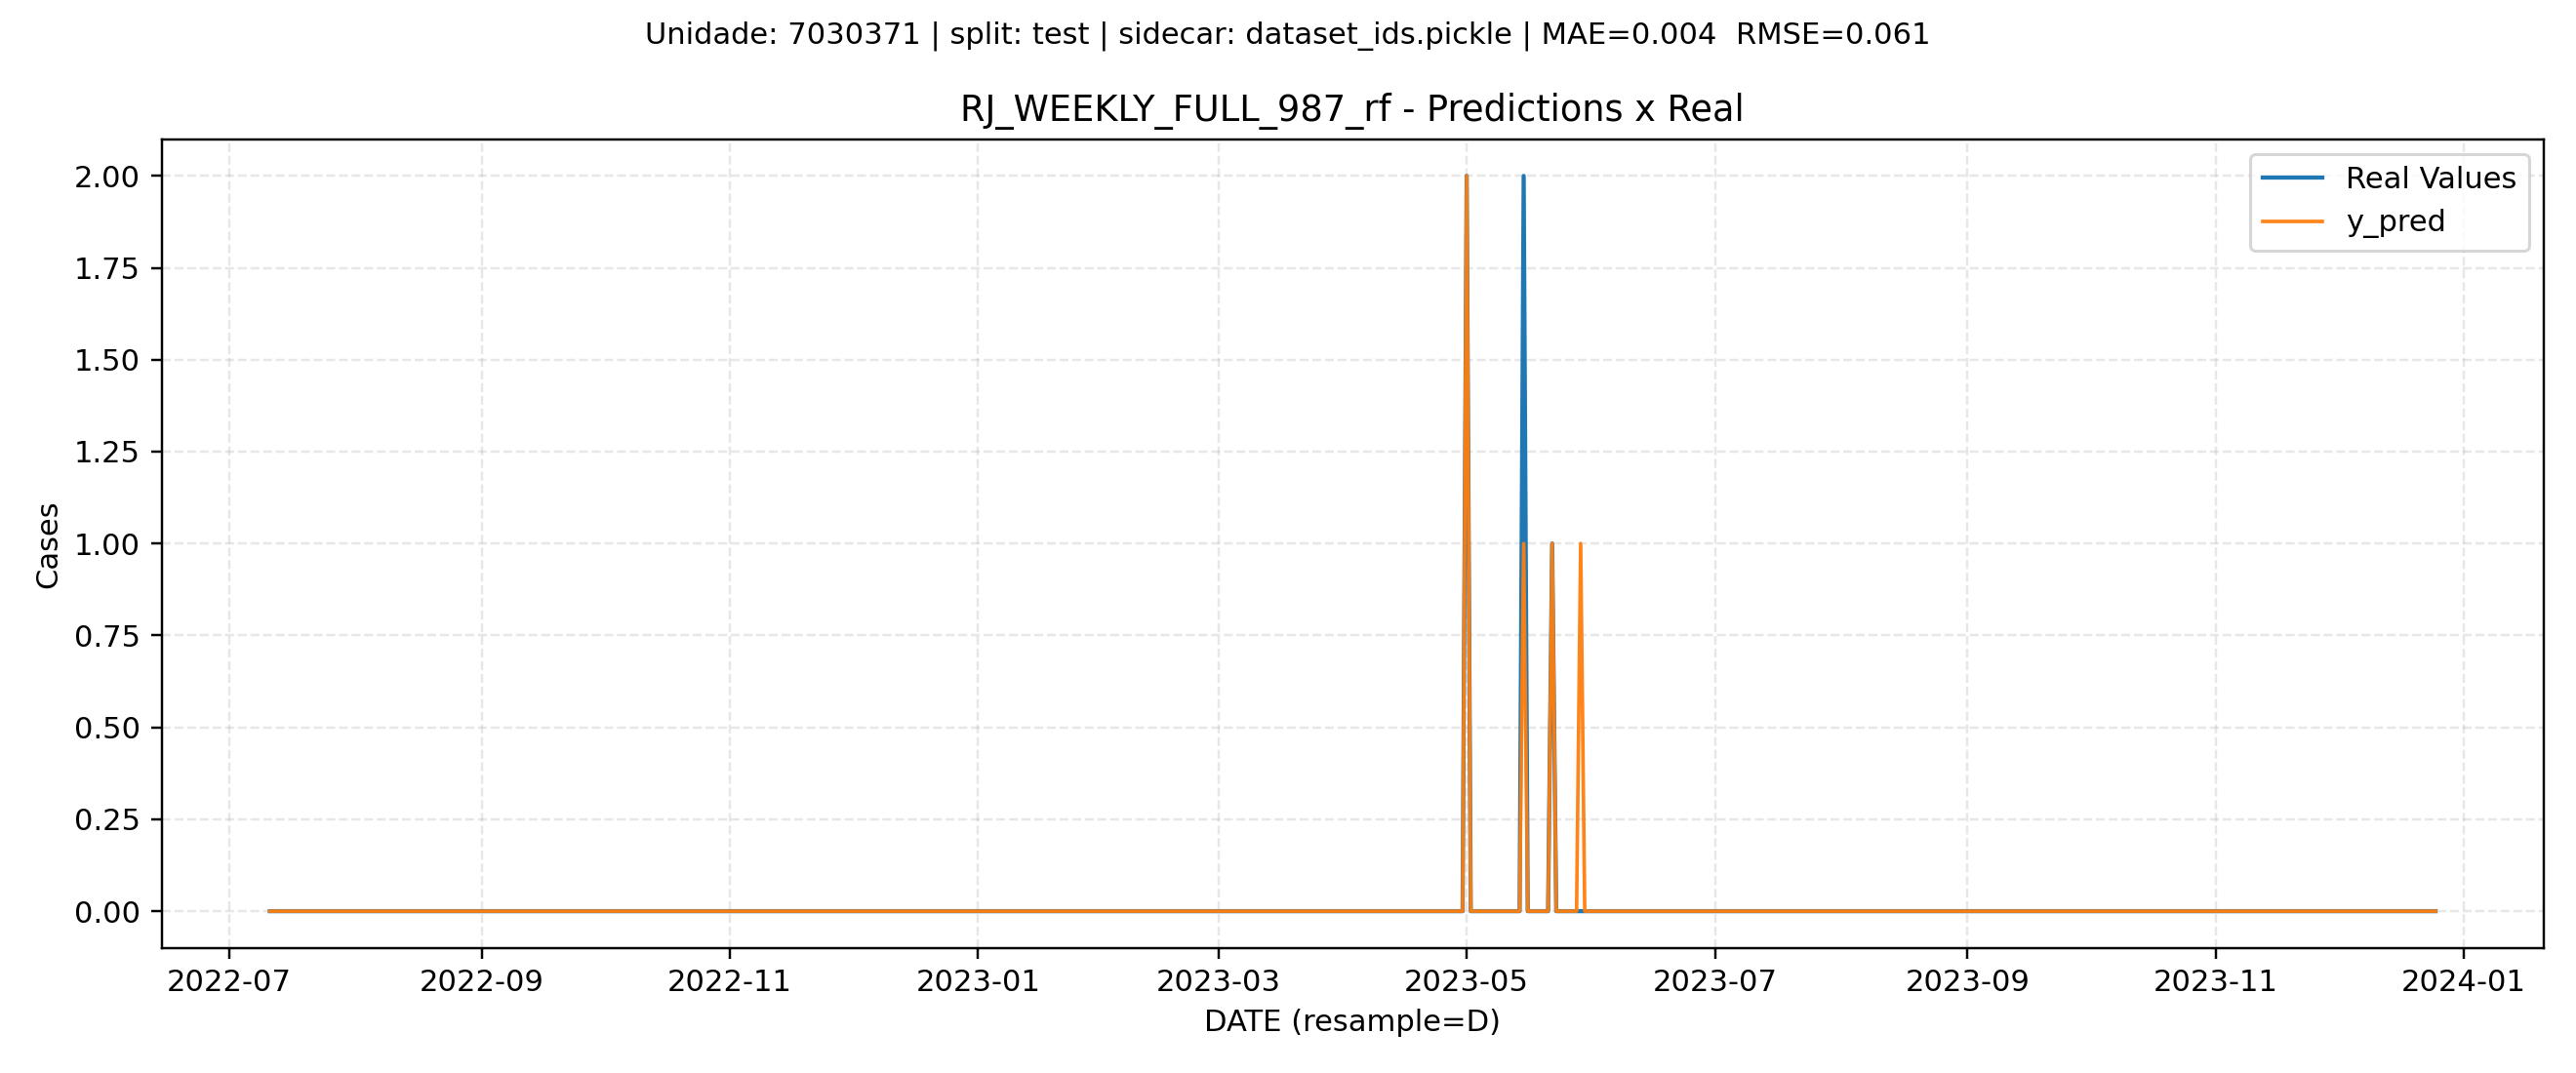 Unidade: 7030371 | split: test | sidecar: dataset_ids.pickle | MAE=0.004  RMSE=0.061
RJ_WEEKLY_FULL_987_rf - Predictions x Real
Real Values
y_pred
Cases
2.00
1.75
1.50
1.25
1.00
0.75
0.50
0.25
0.00
2022-07 2022-09 2022-11 2023-01 2023-03 2023-05 2023-07 2023-09 2023-11 2024-01
DATE (resample=D)